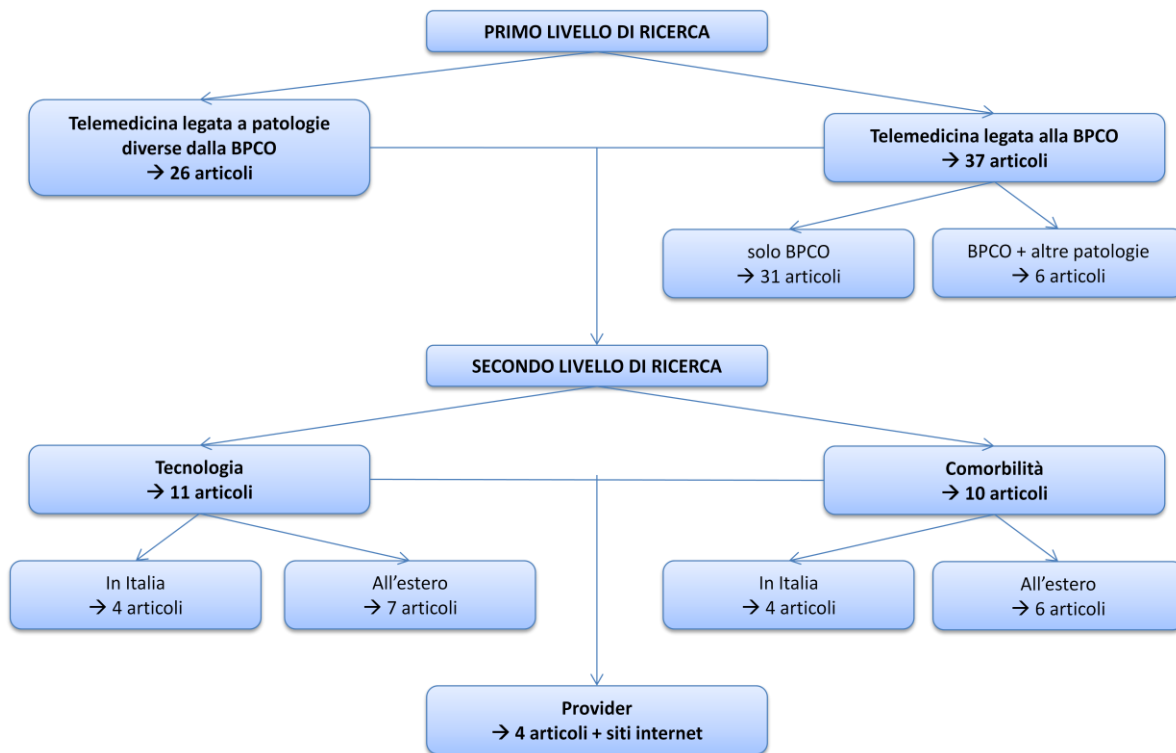 PRIMO LIVELLO DI RICERCA
Telemedicina legata a patologie
diverse dalla BPCO
→ 26 articoli
Telemedicina legata alla BPCO
→ 37 articoli
solo BPCO
→ 31 articoli
BPCO + altre patologie
→ 6 articoli
SECONDO LIVELLO DI RICERCA
Tecnologia
→ 11 articoli
Comorbilità
→ 10 articoli
In Italia
→ 4 articoli
All’estero
→ 7 articoli
In Italia
→ 4 articoli
All’estero
→ 6 articoli
Provider
→ 4 articoli + siti internet